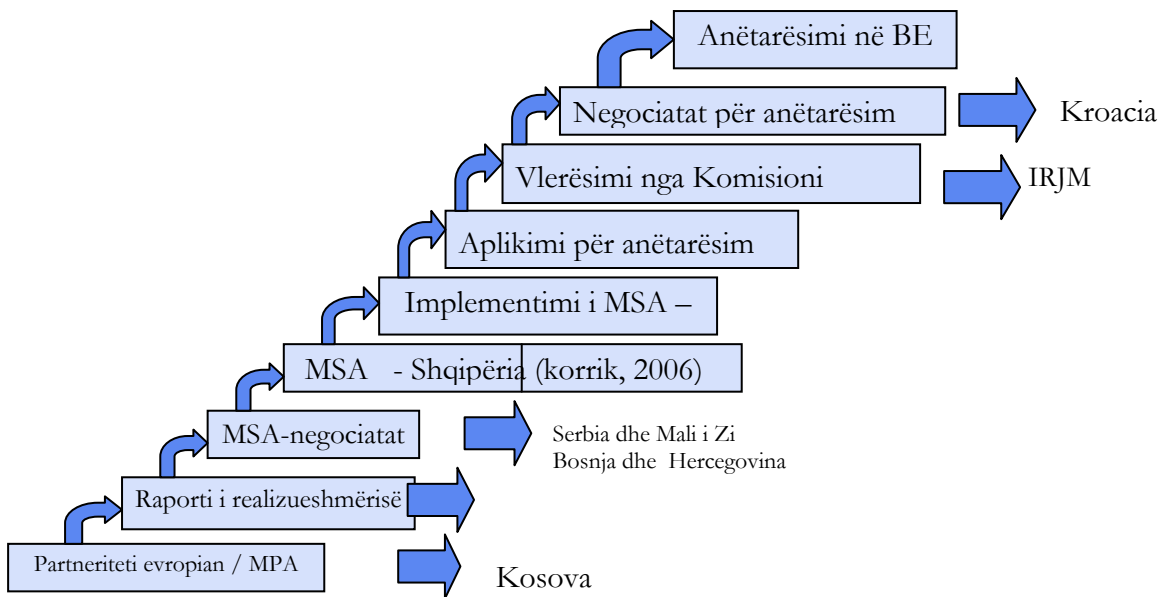 Anëtarësimi në BE
Negociatat për anëtarësim
Kroacia
Vlerësimi nga Komisioni
IRJM
Aplikimi për anëtarësim
Implementimi i MSA –
MSA - Shqipëria (korrik, 2006)
MSA-negociatat
Serbia dhe Mali i Zi
Bosnja dhe Hercegovina
Raporti i realizueshmërisë
Partneriteti evropian / MPA
Kosova